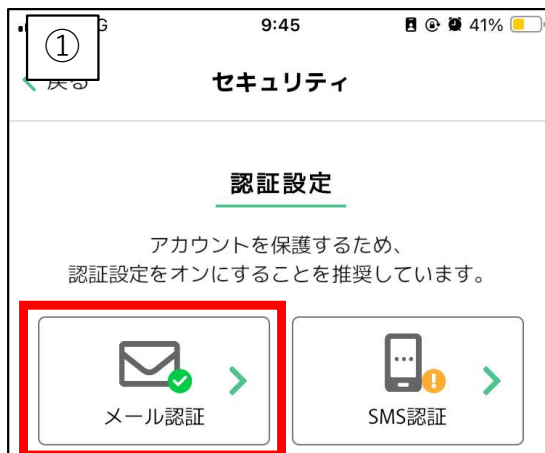 ①
G 9:45 41%
戻る セキュリティ
認証設定
アカウントを保護するため、
認証設定をオンにすることを推奨しています。
メール認証 SMS認証